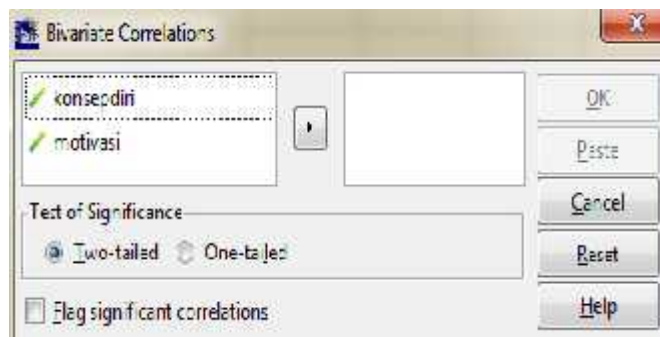 Bivariate Correlations
konsepdiri
motivasi
OK
Paste
Cancel
Reset
Help
Test of Significance
Two-tailed One-tailed
Flag significant correlations